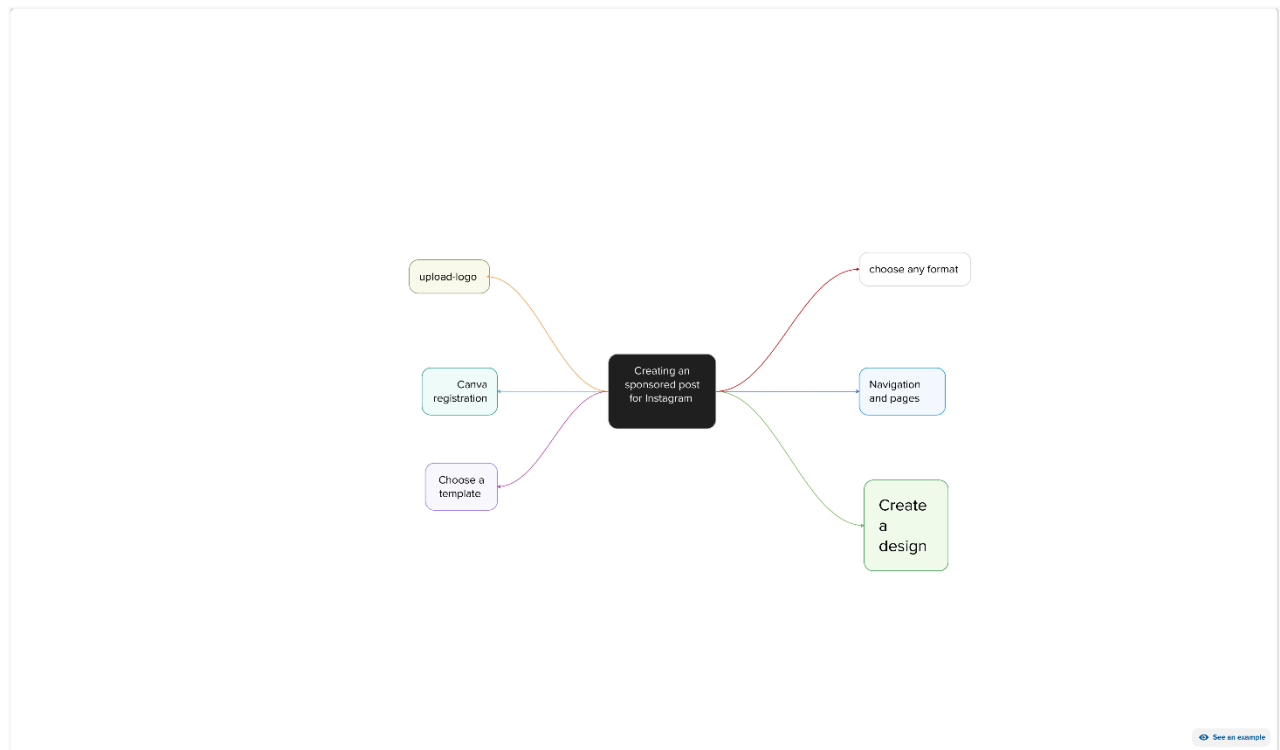 upload-logo
Canva
registration
Choose a
template
Creating an
sponsored post
for Instagram
choose any format
Navigation
and pages
Create
a
design
See an example